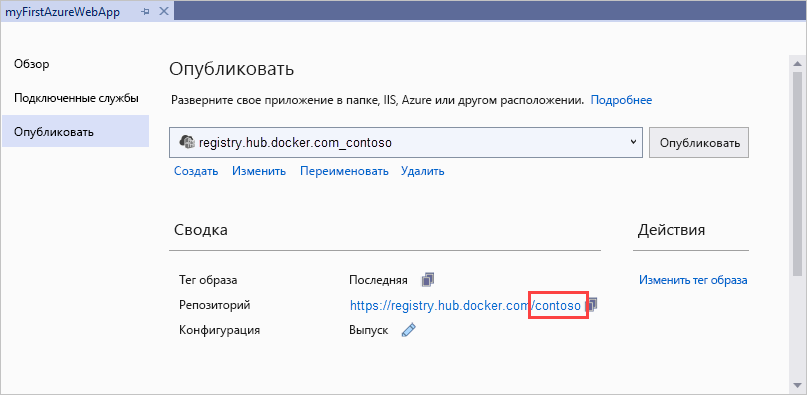 myFirstAzureWebApp
Обзор
Подключенные службы
Опубликовать
Опубликовать
Разверните свое приложение в папке, IIS, Azure или другом расположении. Подробнее
registry.hub.docker.com_contoso Опубликовать
Создать Изменить Переименовать Удалить
Сводка Действия
Тег образа Последняя Изменить тег образа
Репозиторий https://registry.hub.docker.com/contoso
Конфигурация Выпуск